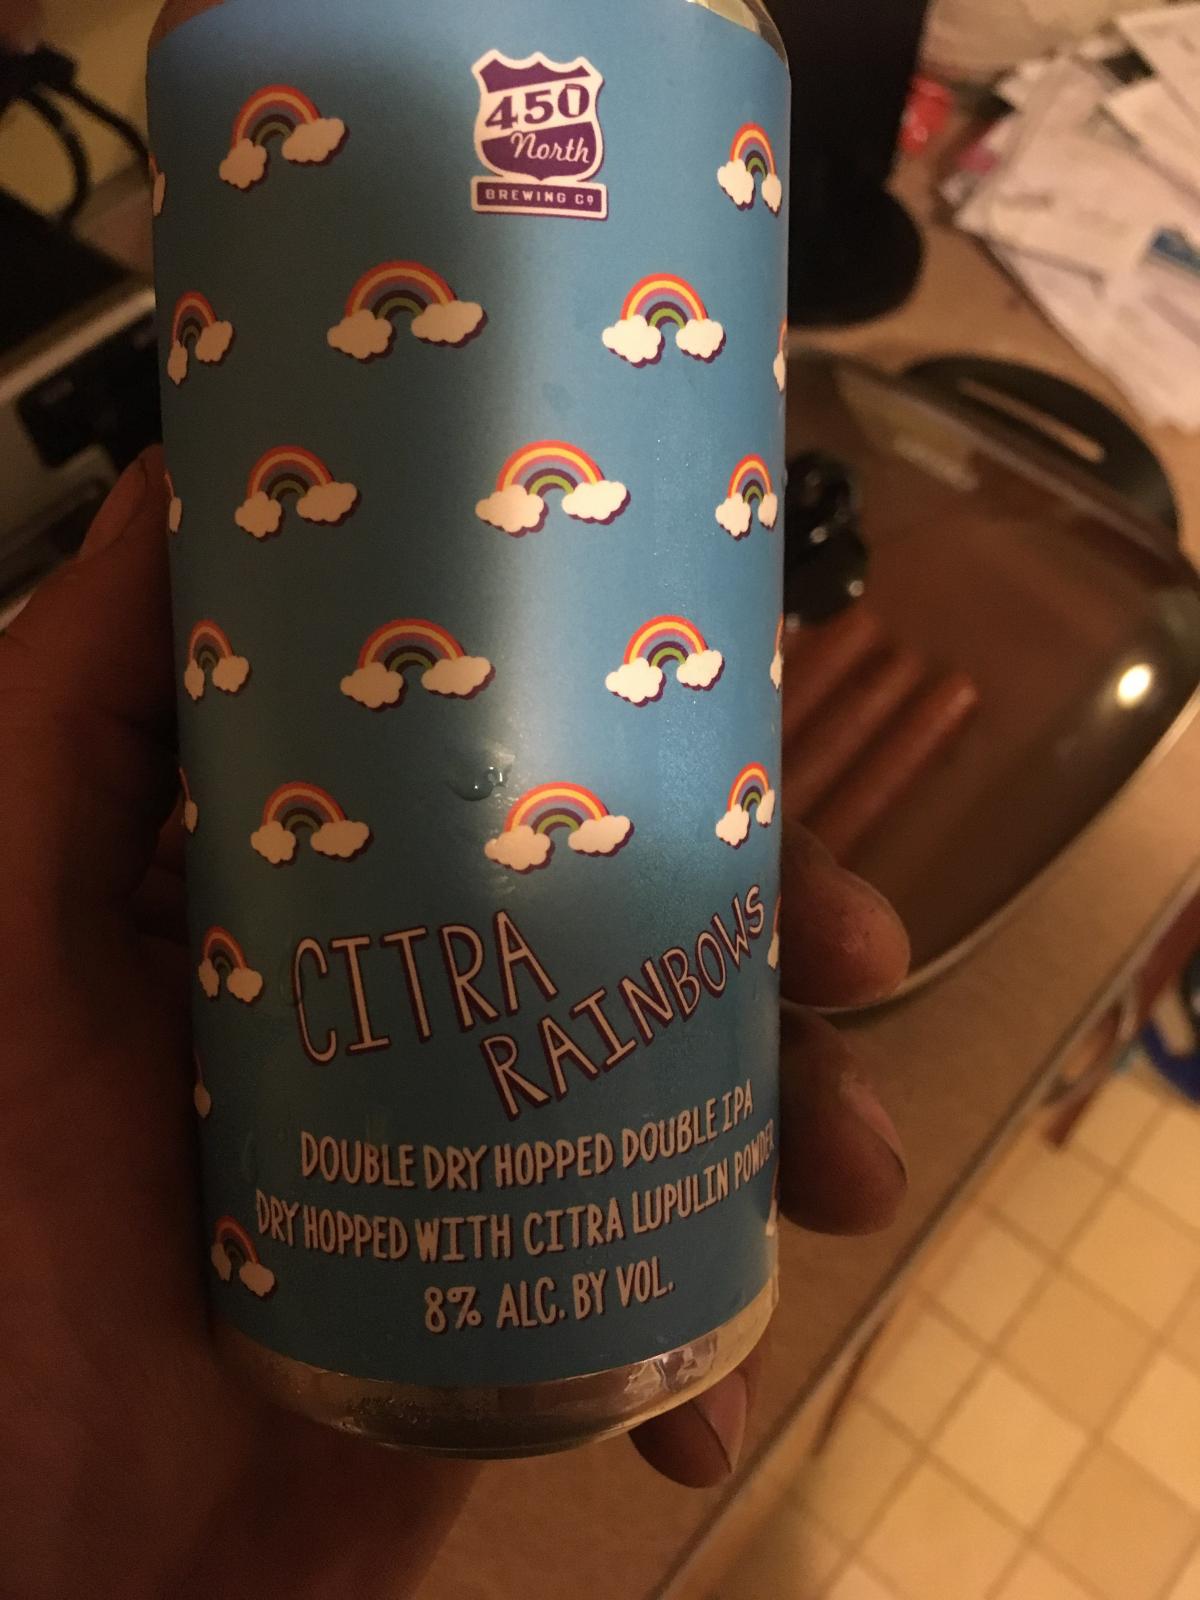 450
North
BREWING Co
CITRA
RAINBOWS
DOUBLE DRY HOPPED DOUBLE IPA
DRY HOPPED WITH CITRA LUPULIN POWDER
8% ALC. BY VOL.